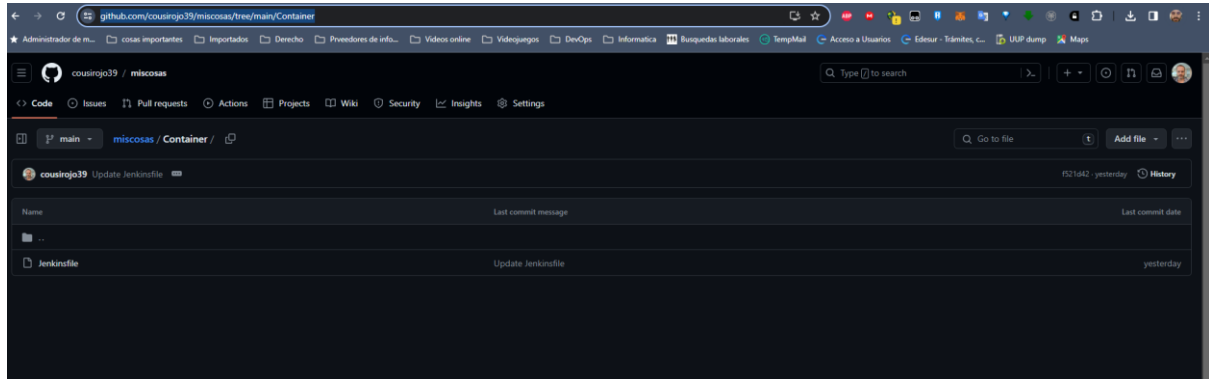 github.com/cousirojo39/miscosas/tree/main/Container
Administrador de m... cosas importantes Importados Derecho Prveedores de info... Videos online Videojuegos DevOps Informatica Busquedas laborales TempMail Acceso a Usuarios Edesur - Trámites, c... UUP dump Maps
cousirojo39 / miscosas Type / to search
Code Issues Pull requests Actions Projects Wiki Security Insights Settings
main miscosas / Container / Go to file t Add file
cousirojo39 Update Jenkinsfile f521d42 · yesterday History
Name Last commit message Last commit date
..
Jenkinsfile Update Jenkinsfile yesterday